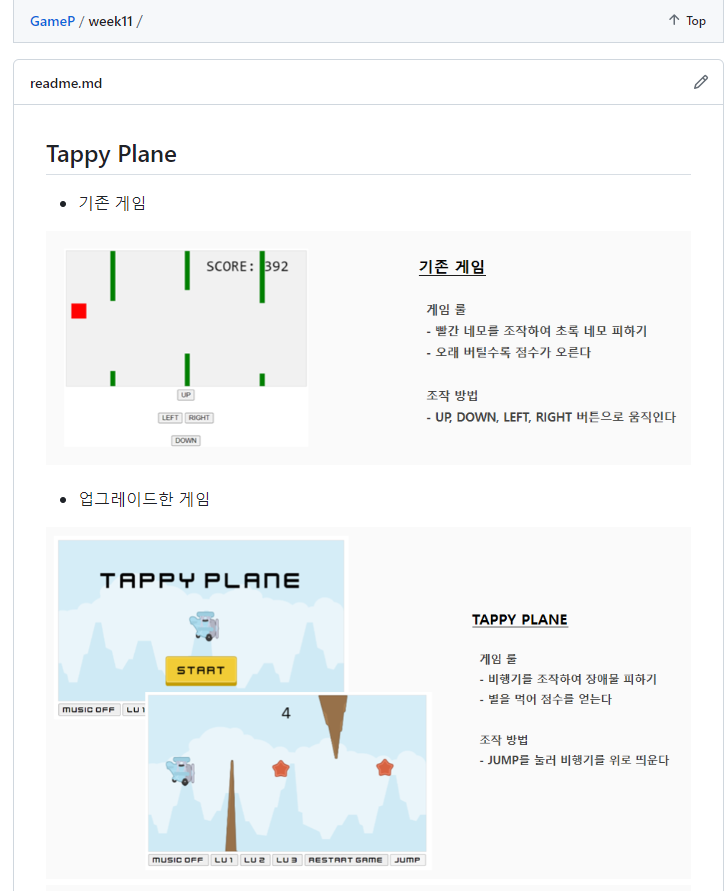 GameP / week11 /
Top
readme.md
Tappy Plane
기존 게임
SCORE: 392
UP
LEFT RIGHT
DOWN
기존 게임
게임 룰
- 빨간 네모를 조작하여 초록 네모 피하기
- 오래 버틸수록 점수가 오른다
조작 방법
- UP, DOWN, LEFT, RIGHT 버튼으로 움직인다
업그레이드한 게임
TAPPY PLANE
START
MUSIC OFF LU 1
4
MUSIC OFF LU 1 LU 2 LU 3 RESTART GAME JUMP
TAPPY PLANE
게임 룰
- 비행기를 조작하여 장애물 피하기
- 별을 먹어 점수를 얻는다
조작 방법
- JUMP를 눌러 비행기를 위로 띄운다